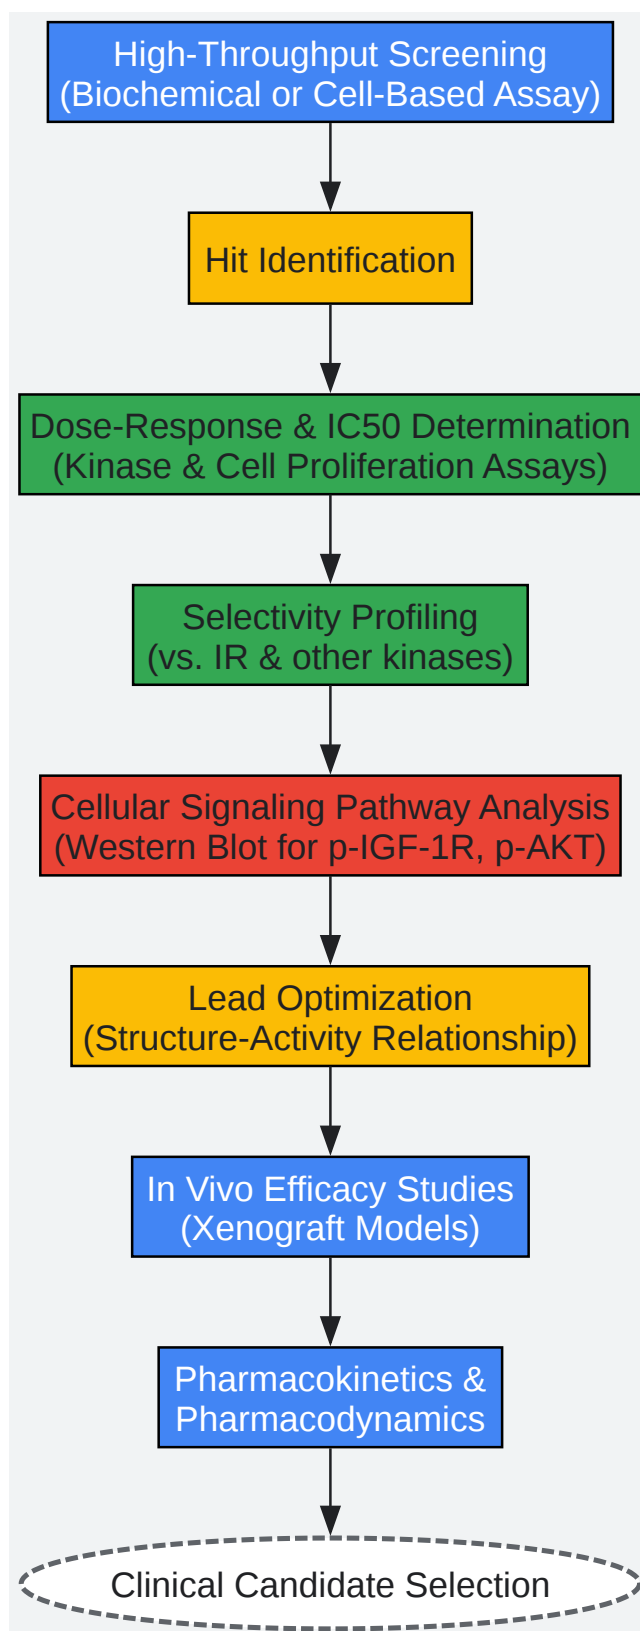 High-Throughput Screening
(Biochemical or Cell-Based Assay)
Hit Identification
Dose-Response & IC50 Determination
(Kinase & Cell Proliferation Assays)
Selectivity Profiling
(vs. IR & other kinases)
Cellular Signaling Pathway Analysis
(Western Blot for p-IGF-1R, p-AKT)
Lead Optimization
(Structure-Activity Relationship)
In Vivo Efficacy Studies
(Xenograft Models)
Pharmacokinetics &
Pharmacodynamics
Clinical Candidate Selection